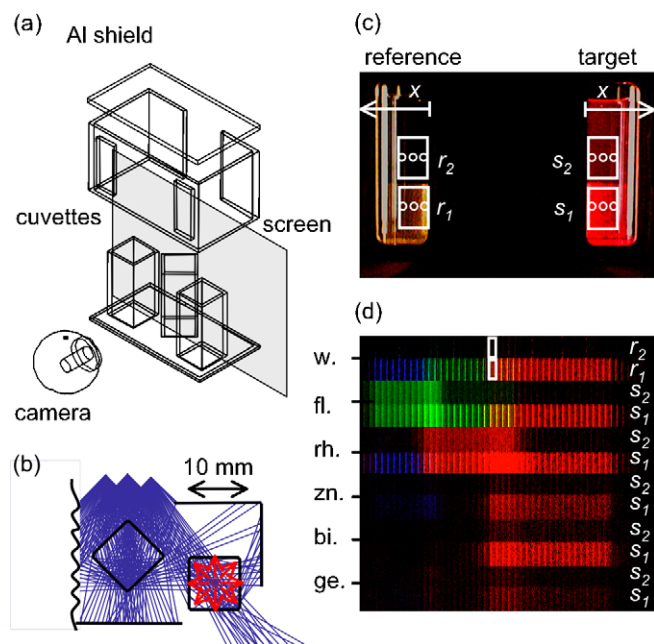 (a)
Al shield
cuvettes
screen
camera
(b)
10 mm
(c)
reference
target
x
x
r2
s2
r1
s1
(d)
w.
r2
r1
fl.
s2
s1
rh.
s2
s1
zn.
s2
s1
bi.
s2
s1
ge.
s2
s1